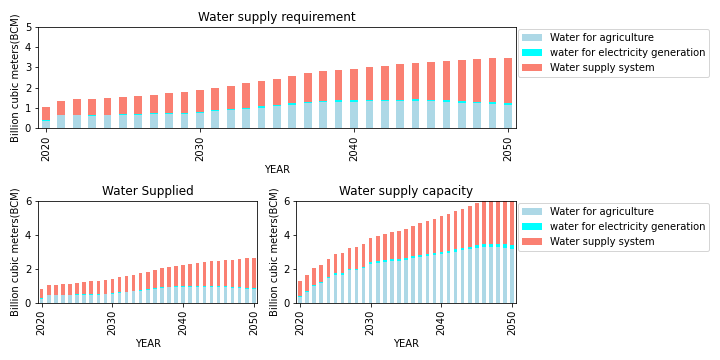 Water supply requirement
Billion cubic meters(BCM)
5
4
3
2
1
0
2020
2030
2040
2050
YEAR
Water for agriculture
water for electricity generation
Water supply system
Water Supplied
Billion cubic meters(BCM)
6
4
2
0
2020
2030
2040
2050
YEAR
Water supply capacity
Billion cubic meters(BCM)
6
4
2
0
2020
2030
2040
2050
YEAR
Water for agriculture
water for electricity generation
Water supply system